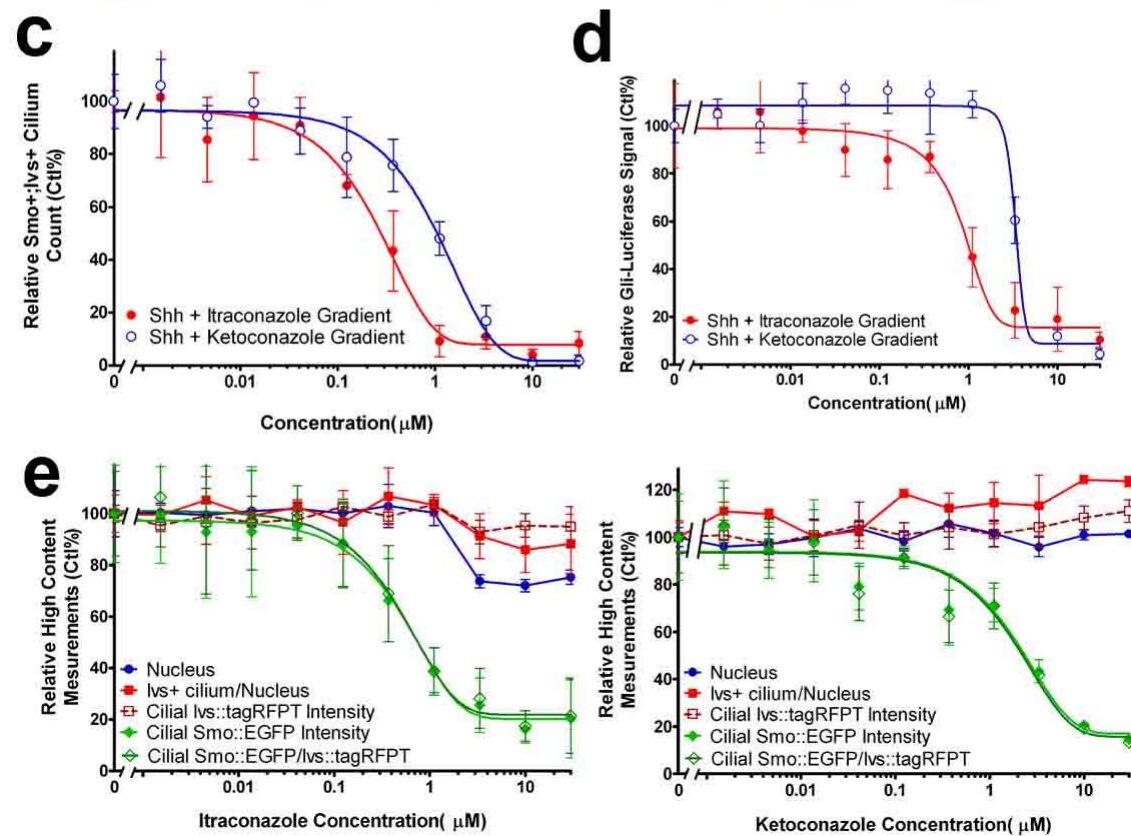 c
Relative Smo+;Ivs+ Cilium
Count (Ctl%)
100
80
60
40
20
0
Shh + Itraconazole Gradient
Shh + Ketoconazole Gradient
0
0.01
0.1
1
10
Concentration( μM)
d
Relative Gli-Luciferase Signal (Ctl%)
100
80
60
40
20
0
Shh + Itraconazole Gradient
Shh + Ketoconazole Gradient
0
0.01
0.1
1
10
Concentration( μM)
e
Relative High Content
Mesurements (Ctl%)
100
80
60
40
20
0
Nucleus
Ivs+ cilium/Nucleus
Cilial Ivs::tagRFPT Intensity
Cilial Smo::EGFP Intensity
Cilial Smo::EGFP/Ivs::tagRFPT
0
0.01
0.1
1
10
Itraconazole Concentration( μM)
Relative High Content
Mesurements (Ctl%)
120
100
80
60
40
20
0
Nucleus
Ivs+ cilium/Nucleus
Cilial Ivs::tagRFPT Intensity
Cilial Smo::EGFP Intensity
Cilial Smo::EGFP/Ivs::tagRFPT
0
0.01
0.1
1
10
Ketoconazole Concentration( μM)